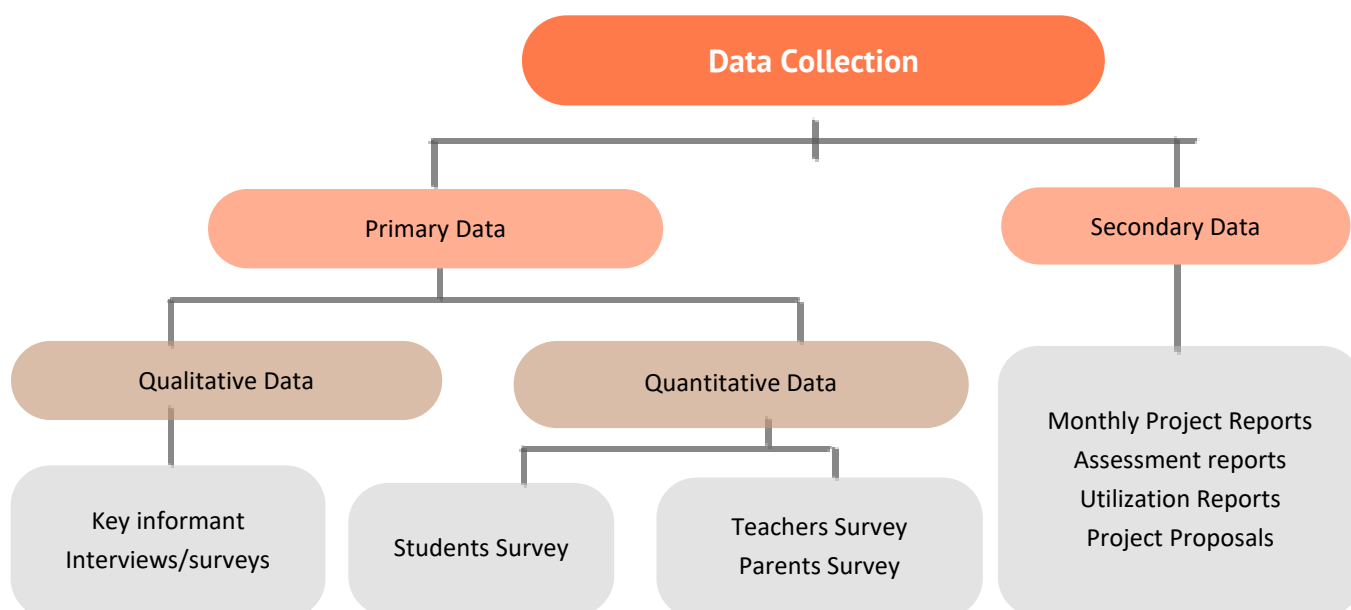 Data Collection
Primary Data
Secondary Data
Qualitative Data
Quantitative Data
Key informant
Interviews/surveys
Students Survey
Teachers Survey
Parents Survey
Monthly Project Reports
Assessment reports
Utilization Reports
Project Proposals